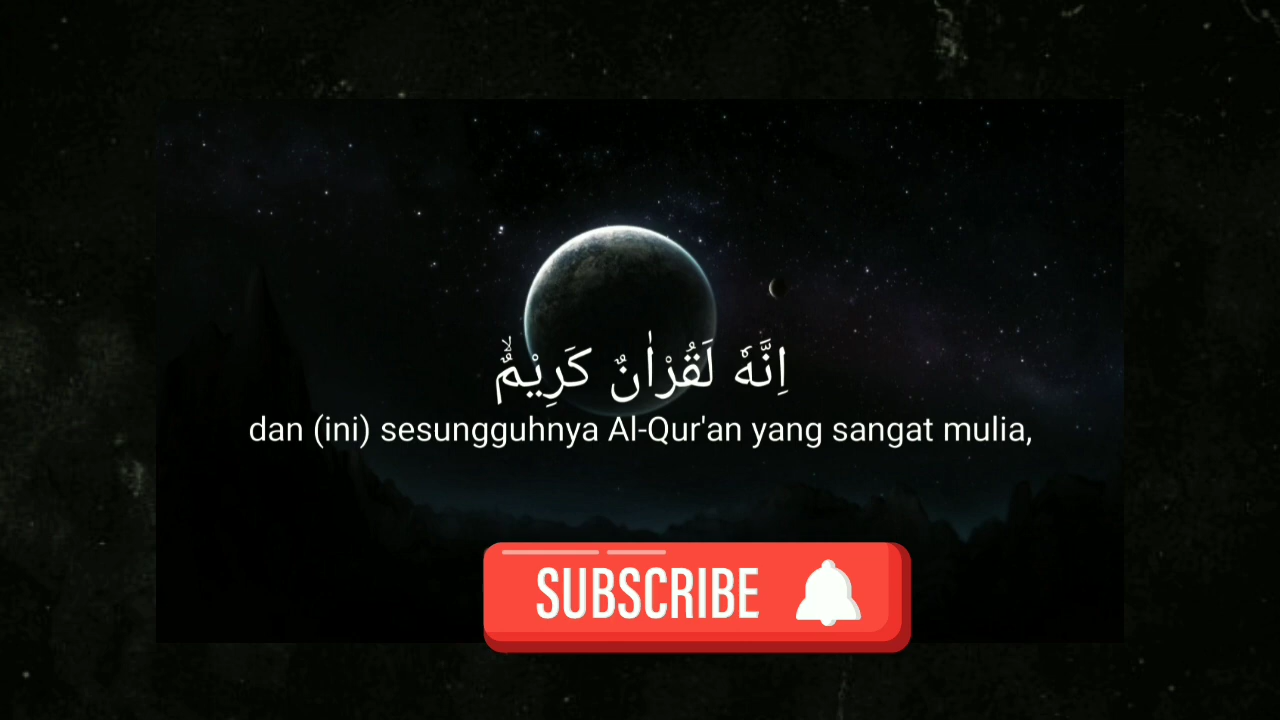 اِنَّهٗ لَقُرْاٰنٌ كَرِيْمٌۙ
dan (ini) sesungguhnya Al-Qur'an yang sangat mulia,
SUBSCRIBE